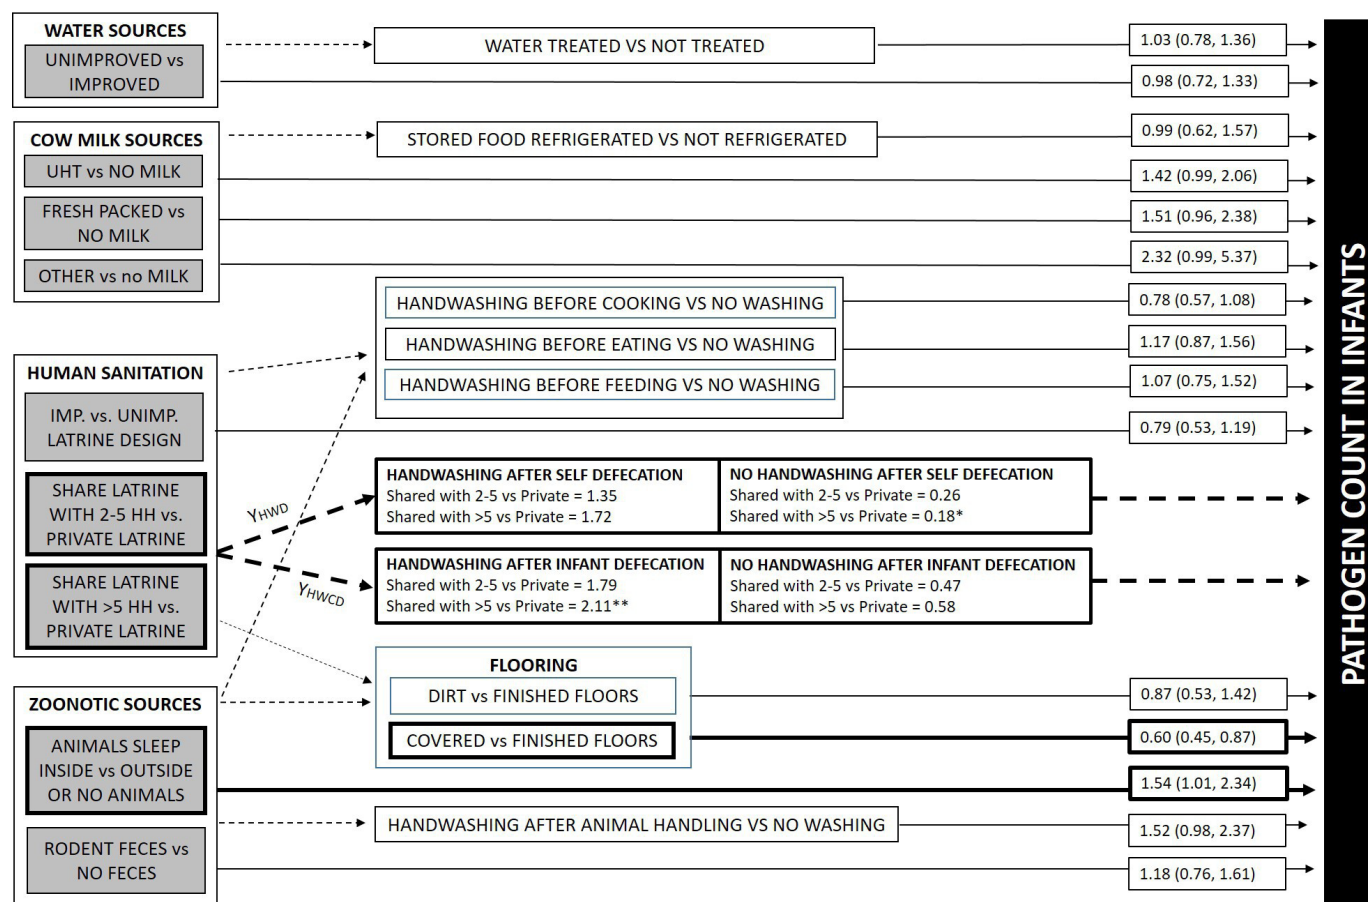 WATER SOURCES
UNIMPROVED vs
IMPROVED
WATER TREATED VS NOT TREATED
1.03 (0.78, 1.36)
0.98 (0.72, 1.33)
COW MILK SOURCES
UHT vs NO MILK
FRESH PACKED vs
NO MILK
OTHER vs no MILK
STORED FOOD REFRIGERATED VS NOT REFRIGERATED
0.99 (0.62, 1.57)
1.42 (0.99, 2.06)
1.51 (0.96, 2.38)
2.32 (0.99, 5.37)
HANDWASHING BEFORE COOKING VS NO WASHING
0.78 (0.57, 1.08)
HANDWASHING BEFORE EATING VS NO WASHING
1.17 (0.87, 1.56)
HANDWASHING BEFORE FEEDING VS NO WASHING
1.07 (0.75, 1.52)
HUMAN SANITATION
IMP. vs. UNIMP.
LATRINE DESIGN
0.79 (0.53, 1.19)
SHARE LATRINE
WITH 2-5 HH vs.
PRIVATE LATRINE
SHARE LATRINE
WITH >5 HH vs.
PRIVATE LATRINE
γHWD
γHWCD
HANDWASHING AFTER SELF DEFECATION
Shared with 2-5 vs Private = 1.35
Shared with >5 vs Private = 1.72
NO HANDWASHING AFTER SELF DEFECATION
Shared with 2-5 vs Private = 0.26
Shared with >5 vs Private = 0.18*
HANDWASHING AFTER INFANT DEFECATION
Shared with 2-5 vs Private = 1.79
Shared with >5 vs Private = 2.11**
NO HANDWASHING AFTER INFANT DEFECATION
Shared with 2-5 vs Private = 0.47
Shared with >5 vs Private = 0.58
FLOORING
DIRT vs FINISHED FLOORS
0.87 (0.53, 1.42)
COVERED vs FINISHED FLOORS
0.60 (0.45, 0.87)
ZOONOTIC SOURCES
ANIMALS SLEEP
INSIDE vs OUTSIDE
OR NO ANIMALS
1.54 (1.01, 2.34)
HANDWASHING AFTER ANIMAL HANDLING VS NO WASHING
1.52 (0.98, 2.37)
RODENT FECES vs
NO FECES
1.18 (0.76, 1.61)
PATHOGEN COUNT IN INFANTS